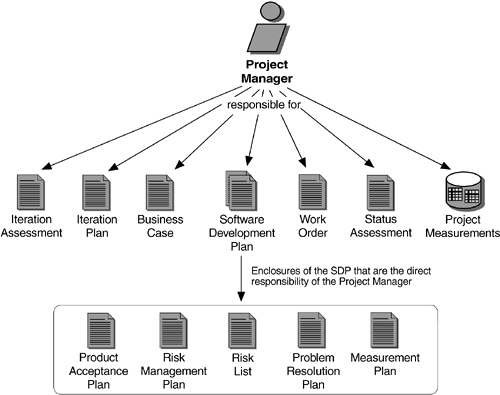 Project
Manager
responsible for
Iteration
Assessment
Iteration
Plan
Business
Case
Software
Development
Plan
Work
Order
Status
Assessment
Project
Measurements
Enclosures of the SDP that are the direct
responsibility of the Project Manager
Product
Acceptance
Plan
Risk
Management
Plan
Risk
List
Problem
Resolution
Plan
Measurement
Plan